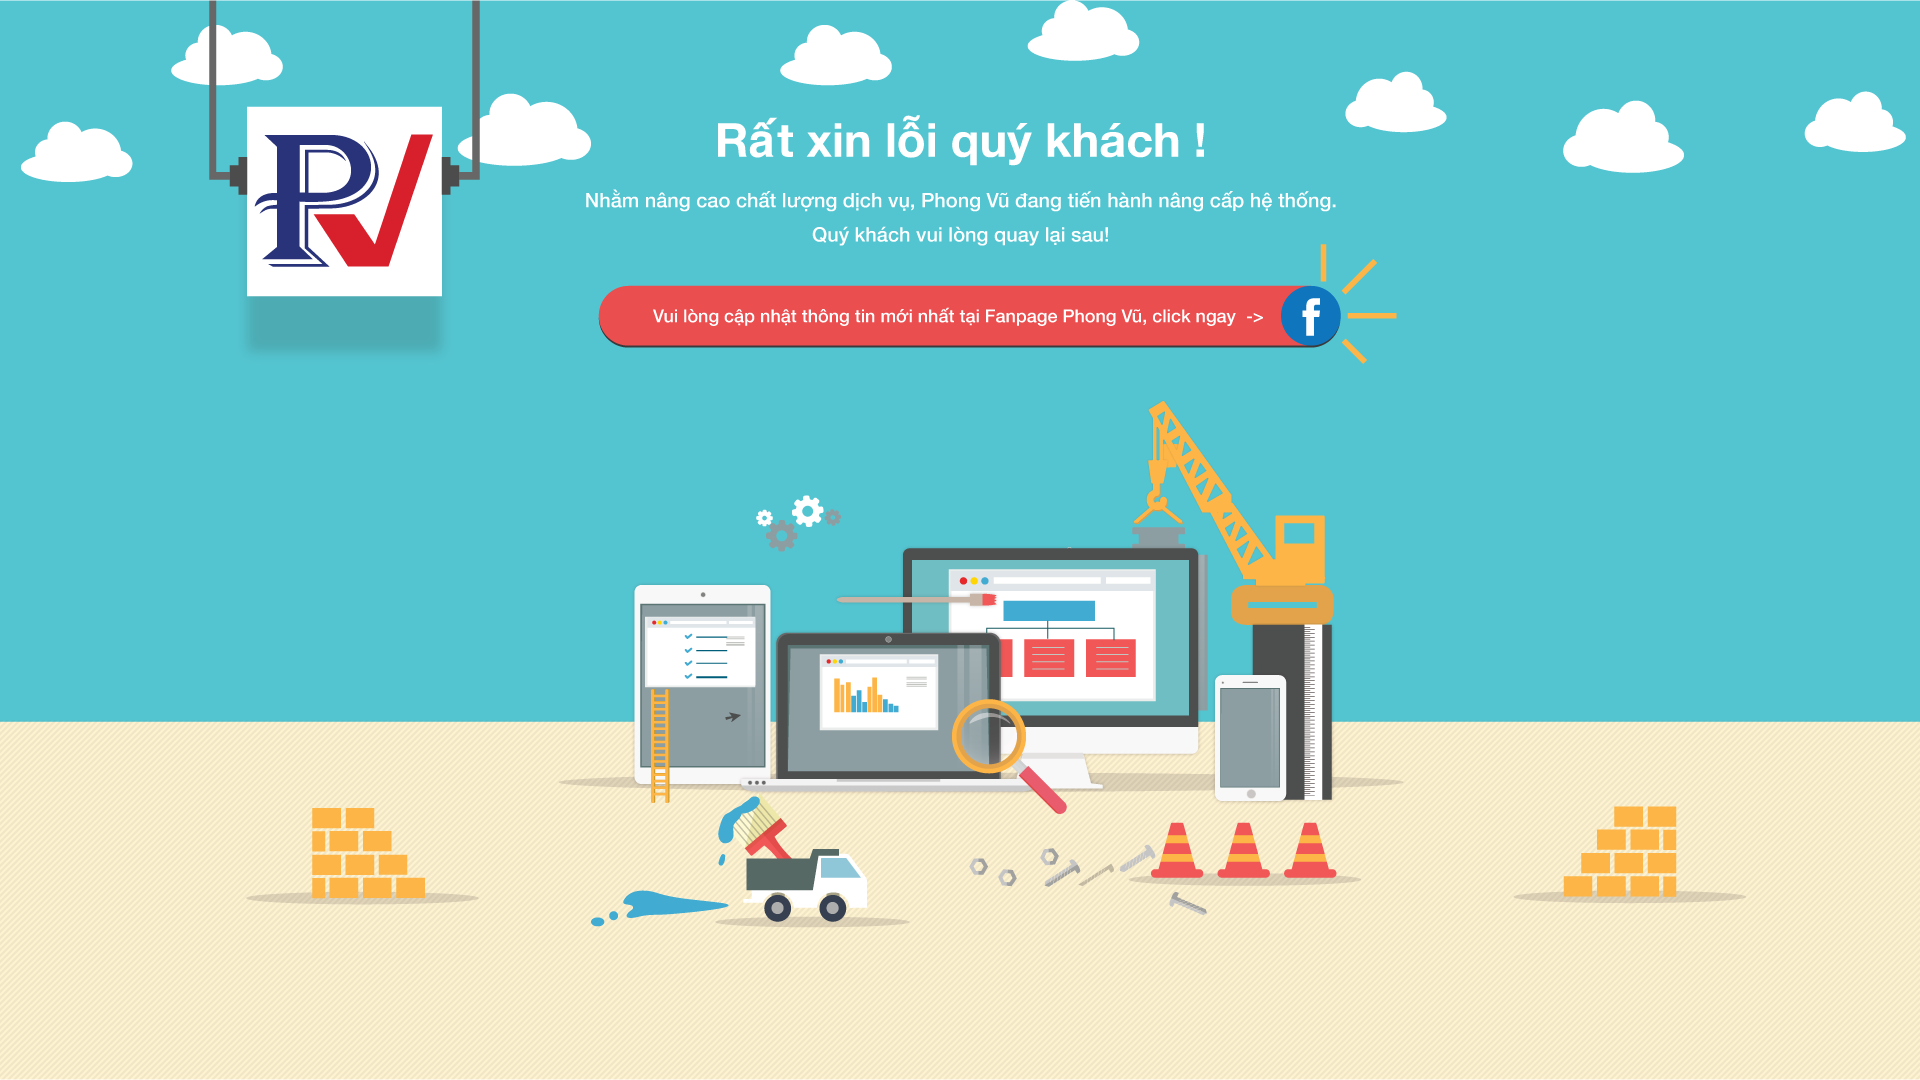 PV
Rất xin lỗi quý khách !
Nhằm nâng cao chất lượng dịch vụ, Phong Vũ đang tiến hành nâng cấp hệ thống.
Quý khách vui lòng quay lại sau!
Vui lòng cập nhật thông tin mới nhất tại Fanpage Phong Vũ, click ngay -> f